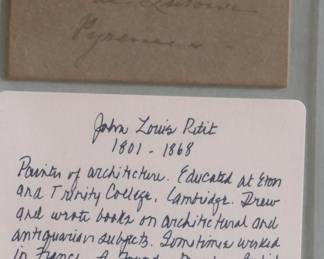 Pyrenees
John Louis Petit
1801 - 1868
Painter of architecture. Educated at Eton
and Trinity College, Cambridge. Drew
and wrote books on architectural and
antiquarian subjects. Sometimes worked
in France. A